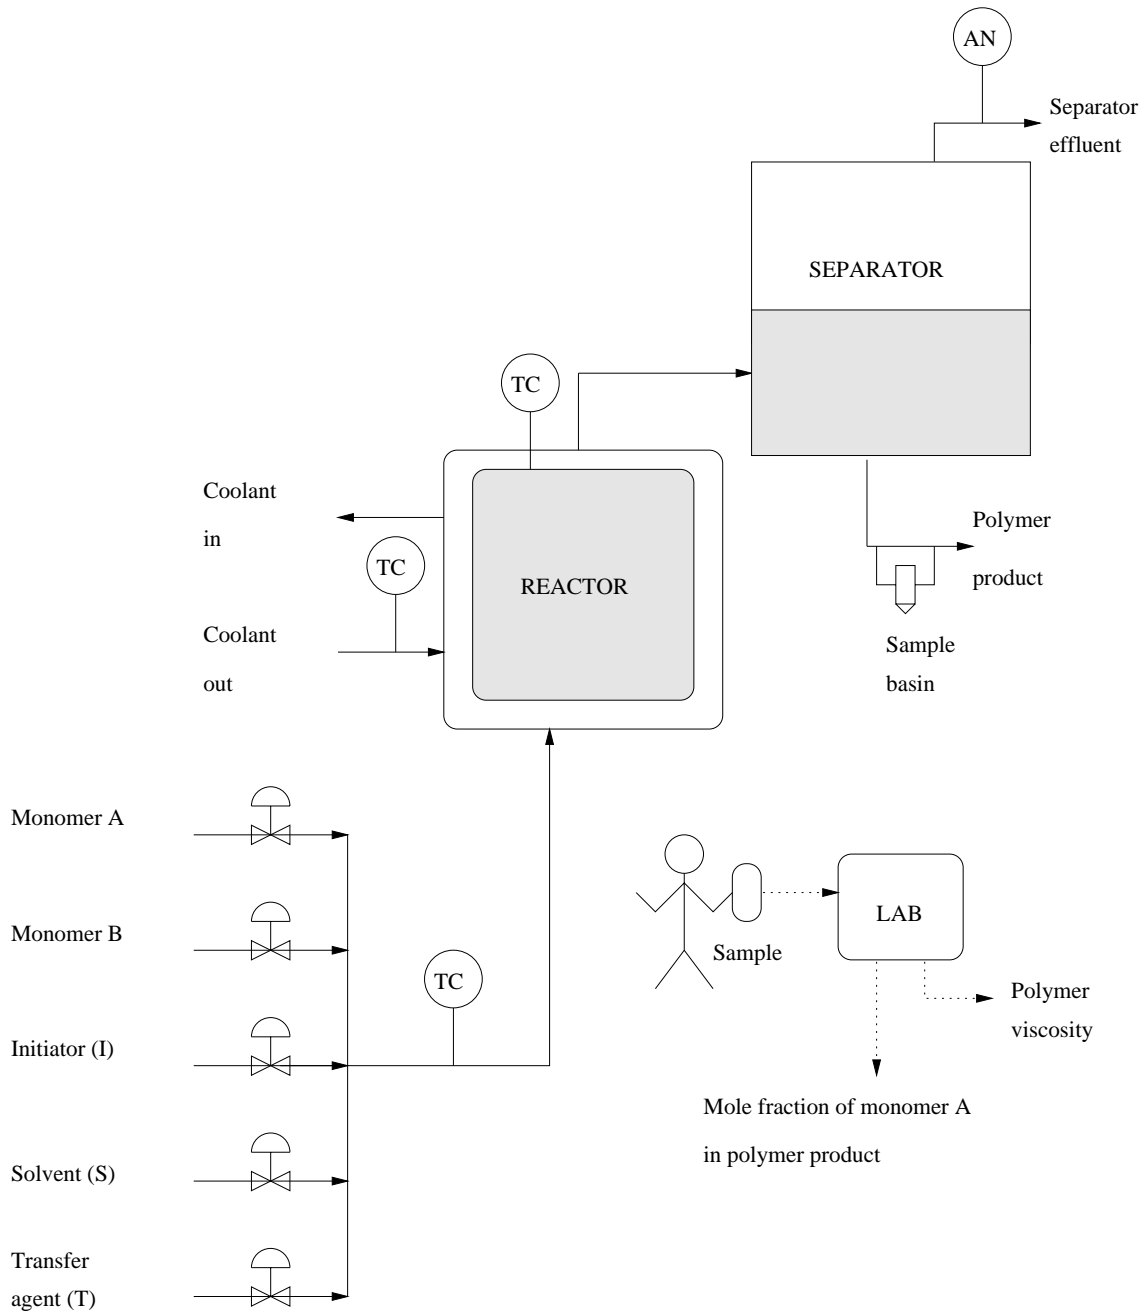 AN
Separator
effluent
SEPARATOR
TC
Coolant
in
TC
REACTOR
Coolant
out
Polymer
product
Sample
basin
Monomer A
Monomer B
TC
Initiator (I)
Solvent (S)
Transfer
agent (T)
Sample
LAB
Polymer
viscosity
Mole fraction of monomer A
in polymer product